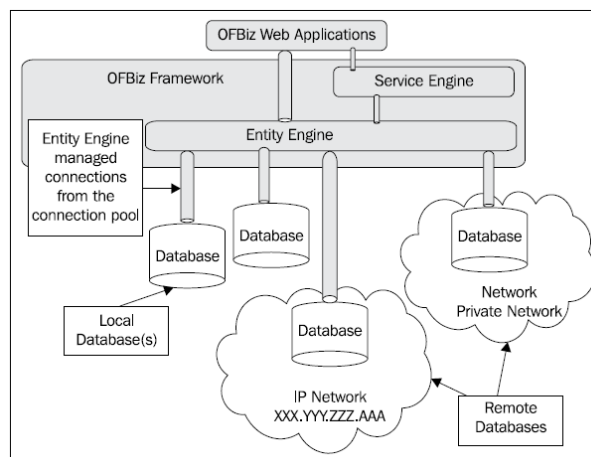 OFBiz Web Applications
OFBiz Framework
Service Engine
Entity Engine
Entity Engine
managed
connections
from the
connection pool
Database
Database
Database
Network
Private Network
Local
Database(s)
Database
IP Network
XXX.YYY.ZZZ.AAA
Remote
Databases